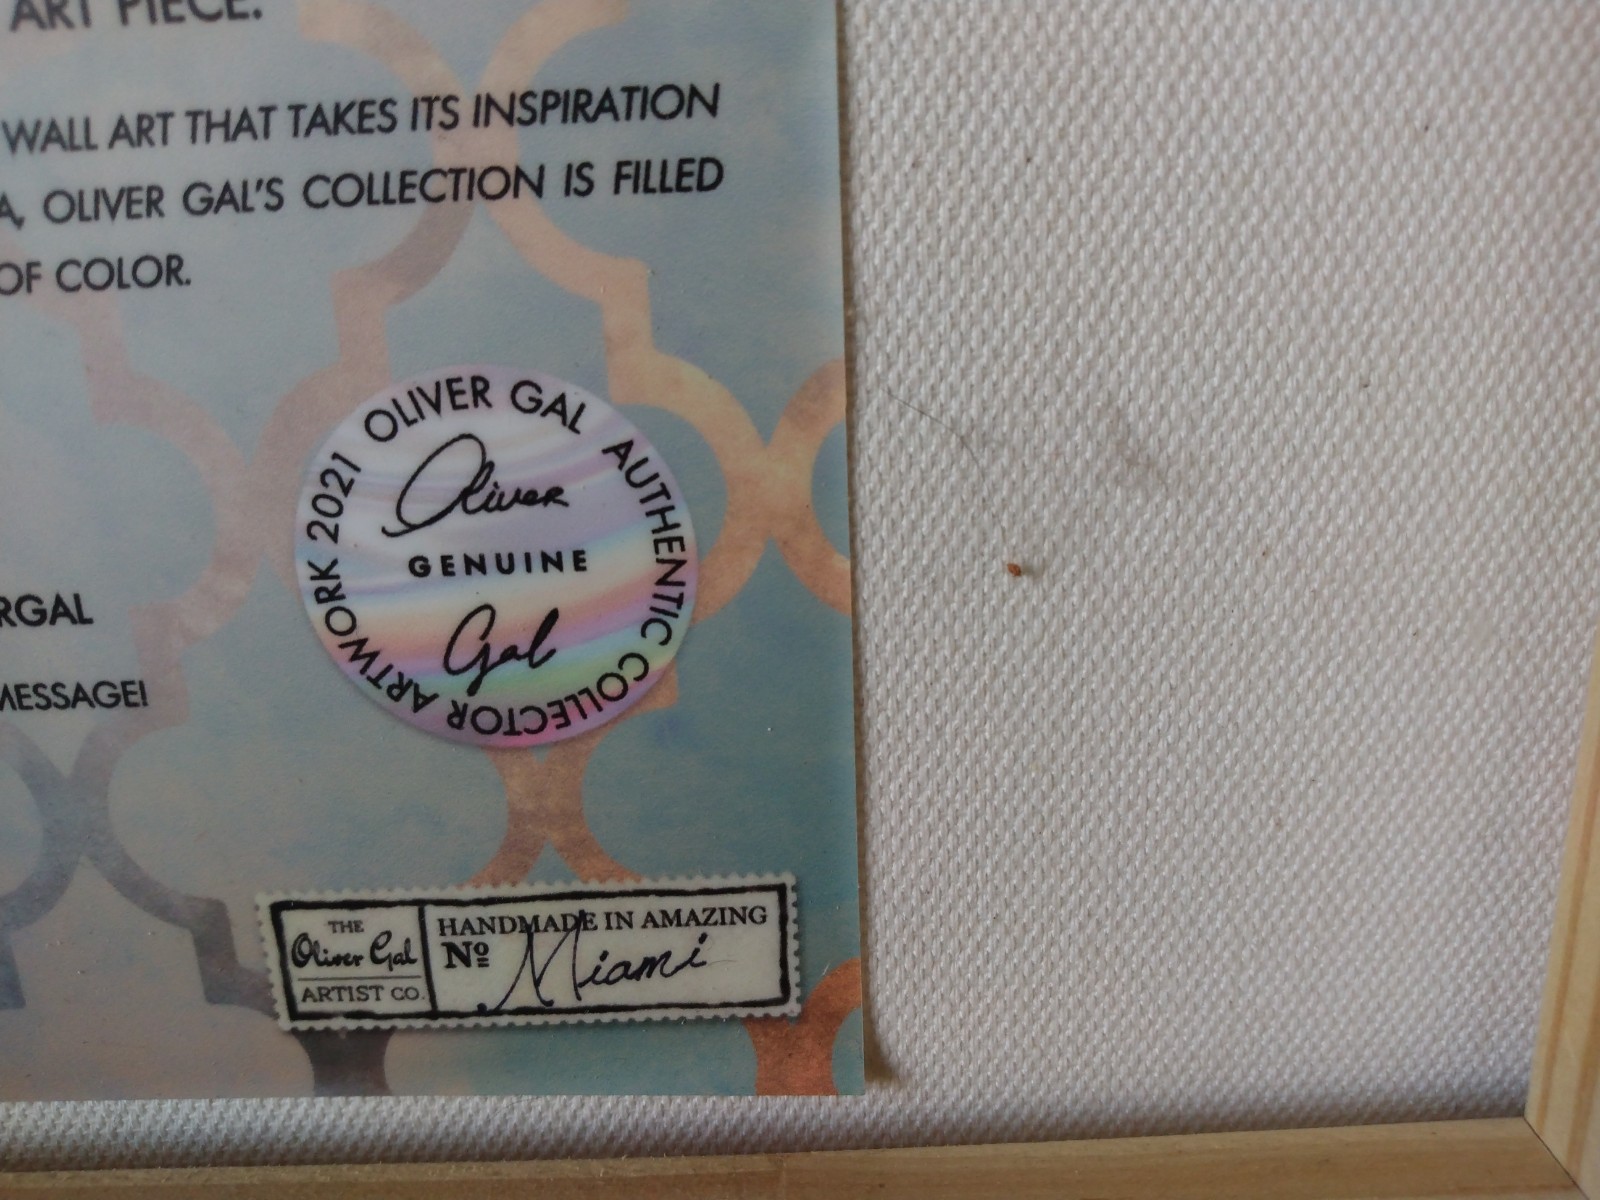 ART PIECE.
WALL ART THAT TAKES ITS INSPIRATION
A, OLIVER GAL'S COLLECTION IS FILLED
OF COLOR.
RGAL
MESSAGE!
OLIVER GAL AUTHENTIC COLLECTOR ARTWORK 2021
Oliver
GENUINE
Gal
THE
Oliver Gal
ARTIST CO.
HANDMADE IN AMAZING
Nº Miami